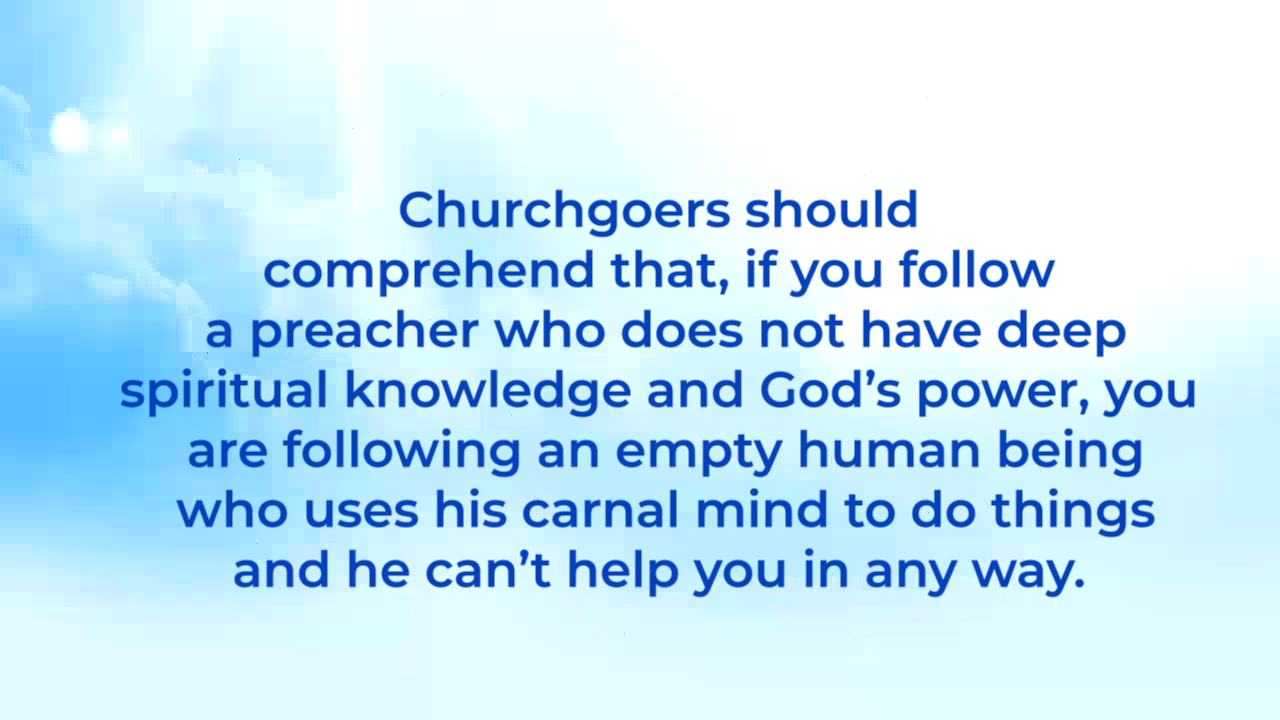 Churchgoers should
comprehend that, if you follow
a preacher who does not have deep
spiritual knowledge and God’s power, you
are following an empty human being
who uses his carnal mind to do things
and he can’t help you in any way.